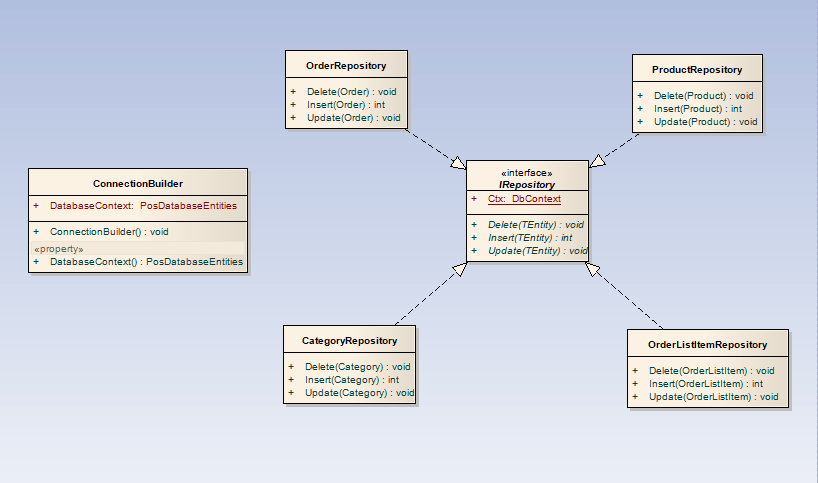 OrderRepository
+ Delete(Order) : void
+ Insert(Order) : int
+ Update(Order) : void
ProductRepository
+ Delete(Product) : void
+ Insert(Product) : int
+ Update(Product) : void
ConnectionBuilder
+ DatabaseContext: PosDatabaseEntities
+ ConnectionBuilder() : void
«property»
+ DatabaseContext() : PosDatabaseEntities
«interface»
IRepository
+ Ctx: DbContext
+ Delete(TEntity) : void
+ Insert(TEntity) : int
+ Update(TEntity) : void
CategoryRepository
+ Delete(Category) : void
+ Insert(Category) : int
+ Update(Category) : void
OrderListItemRepository
+ Delete(OrderListItem) : void
+ Insert(OrderListItem) : int
+ Update(OrderListItem) : void